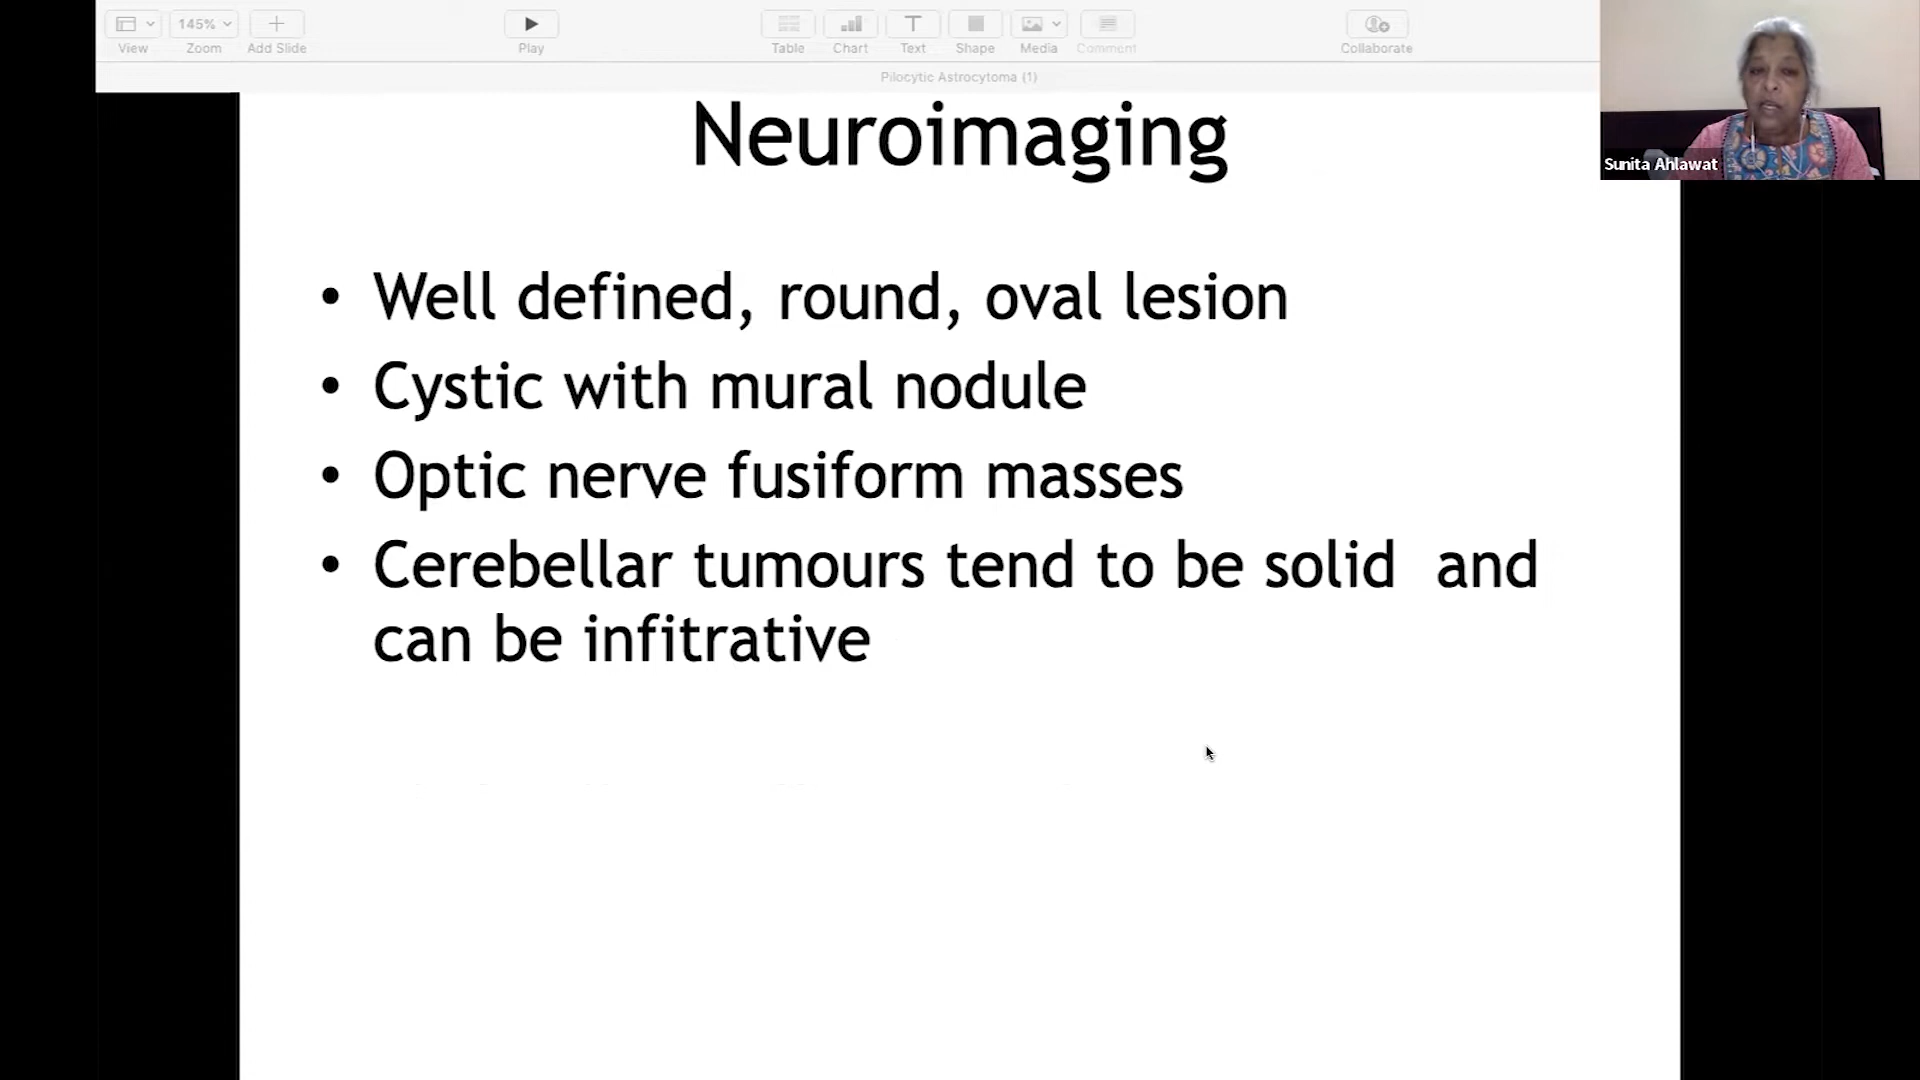 145%
View
Zoom
Add Slide
Play
Table
Chart
Text
Shape
Media
Comment
Collaborate
Pilocytic Astrocytoma (1)
Sunita Ahlawat
Neuroimaging
• Well defined, round, oval lesion
• Cystic with mural nodule
• Optic nerve fusiform masses
• Cerebellar tumours tend to be solid and
can be infitrative